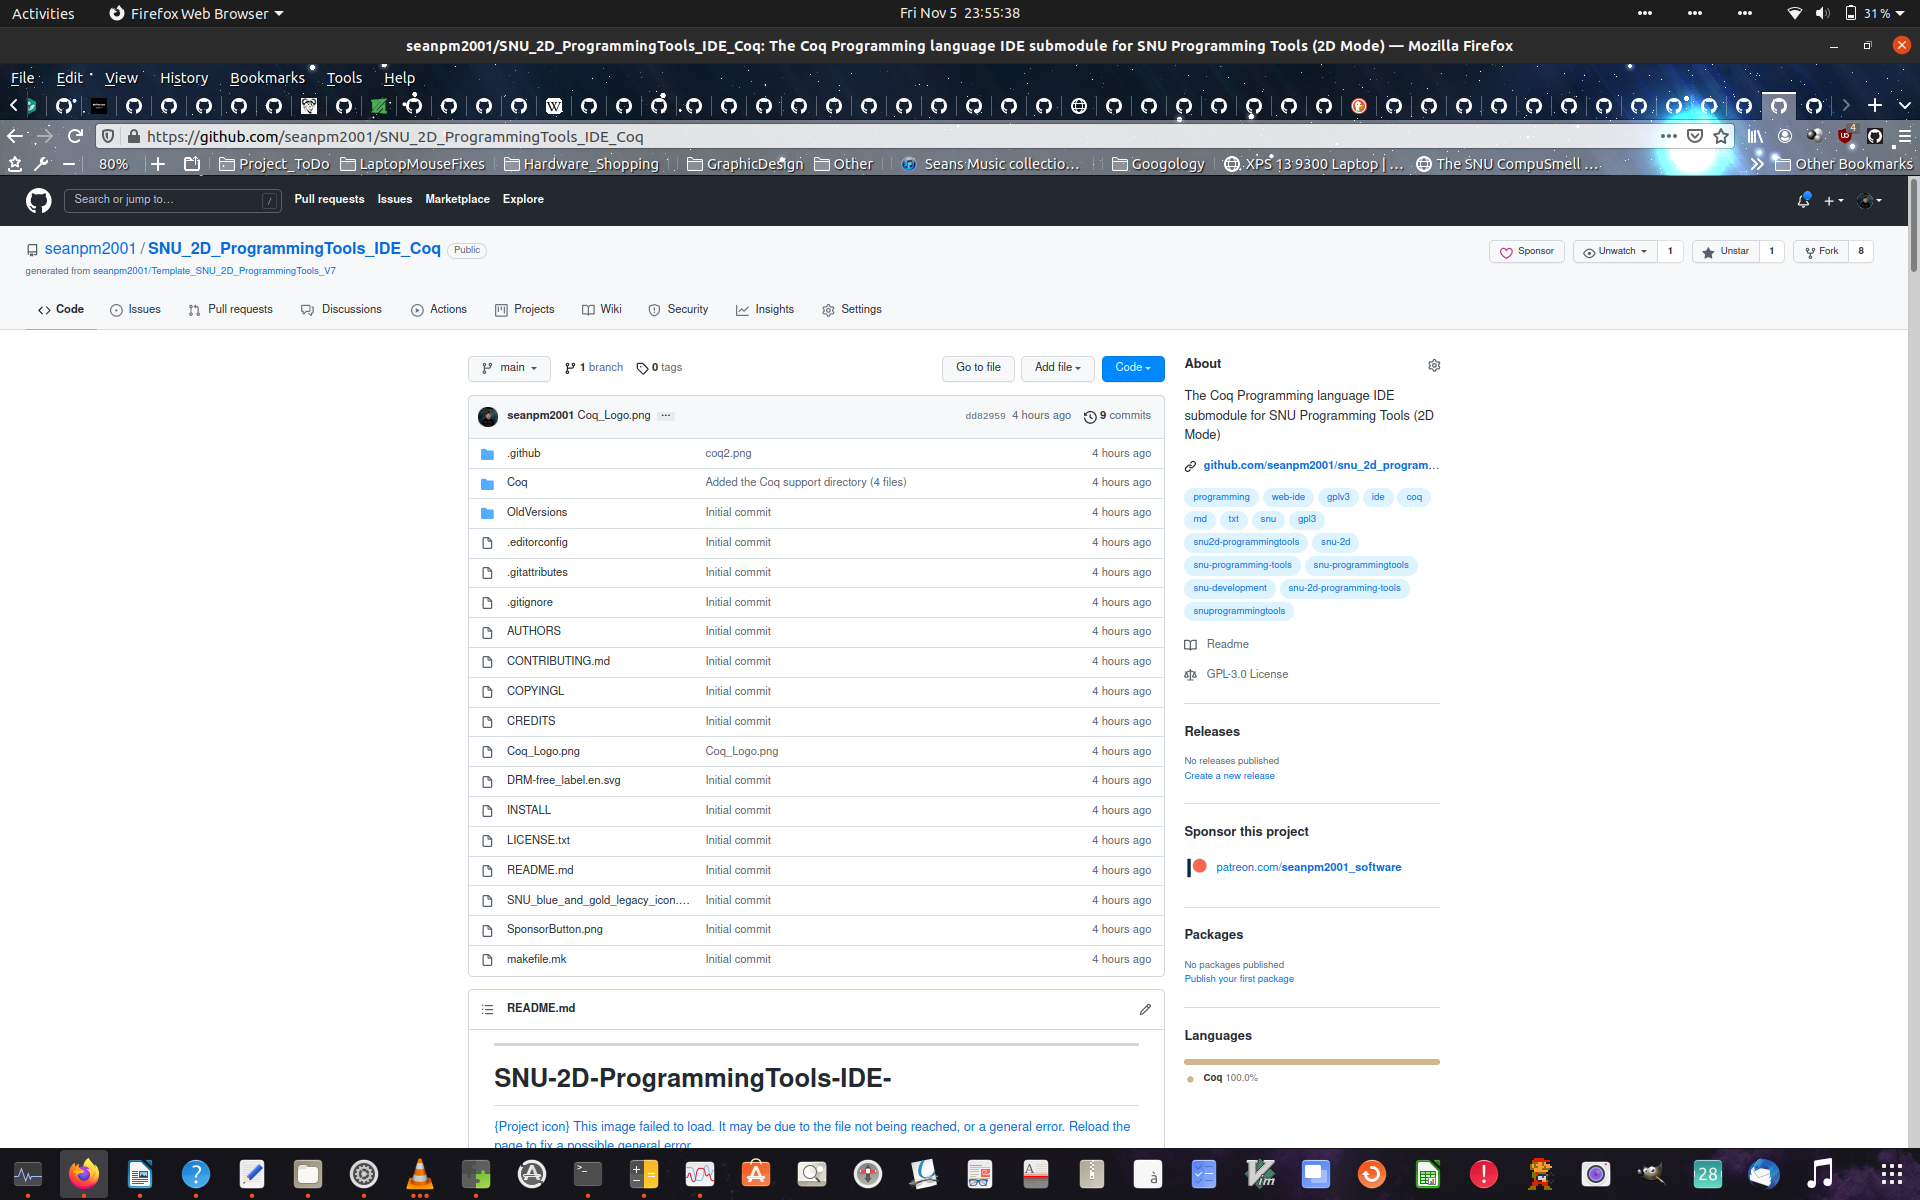 Activities
Firefox Web Browser
Fri Nov 5 23:55:38
31 %
seanpm2001/SNU_2D_ProgrammingTools_IDE_Coq: The Coq Programming language IDE submodule for SNU Programming Tools (2D Mode) — Mozilla Firefox
File Edit View History Bookmarks Tools Help
https://github.com/seanpm2001/SNU_2D_ProgrammingTools_IDE_Coq
4
80%
Project_ToDo
LaptopMouseFixes
Hardware_Shopping
GraphicDesign
Other
Seans Music collectio…
Googology
XPS 13 9300 Laptop | …
The SNU CompuSmell …
Other Bookmarks
Search or jump to…
/
Pull requests
Issues
Marketplace
Explore
seanpm2001 / SNU_2D_ProgrammingTools_IDE_Coq
Public
generated from seanpm2001/Template_SNU_2D_ProgrammingTools_V7
Sponsor
Unwatch 1
Unstar 1
Fork 8
Code
Issues
Pull requests
Discussions
Actions
Projects
Wiki
Security
Insights
Settings
main
1 branch
0 tags
Go to file
Add file
Code
seanpm2001 Coq_Logo.png
dd82959 4 hours ago
9 commits
.github coq2.png 4 hours ago
Coq Added the Coq support directory (4 files) 4 hours ago
OldVersions Initial commit 4 hours ago
.editorconfig Initial commit 4 hours ago
.gitattributes Initial commit 4 hours ago
.gitignore Initial commit 4 hours ago
AUTHORS Initial commit 4 hours ago
CONTRIBUTING.md Initial commit 4 hours ago
COPYINGL Initial commit 4 hours ago
CREDITS Initial commit 4 hours ago
Coq_Logo.png Coq_Logo.png 4 hours ago
DRM-free_label.en.svg Initial commit 4 hours ago
INSTALL Initial commit 4 hours ago
LICENSE.txt Initial commit 4 hours ago
README.md Initial commit 4 hours ago
SNU_blue_and_gold_legacy_icon.… Initial commit 4 hours ago
SponsorButton.png Initial commit 4 hours ago
makefile.mk Initial commit 4 hours ago
README.md
SNU-2D-ProgrammingTools-IDE-
{Project icon} This image failed to load. It may be due to the file not being reached, or a general error. Reload the
page to fix a possible general error
About
The Coq Programming language IDE
submodule for SNU Programming Tools (2D
Mode)
github.com/seanpm2001/snu_2d_program…
programming web-ide gplv3 ide coq
md txt snu gpl3
snu2d-programmingtools snu-2d
snu-programming-tools snu-programmingtools
snu-development snu-2d-programming-tools
snuprogrammingtools
Readme
GPL-3.0 License
Releases
No releases published
Create a new release
Sponsor this project
patreon.com/seanpm2001_software
Packages
No packages published
Publish your first package
Languages
Coq 100.0%
28